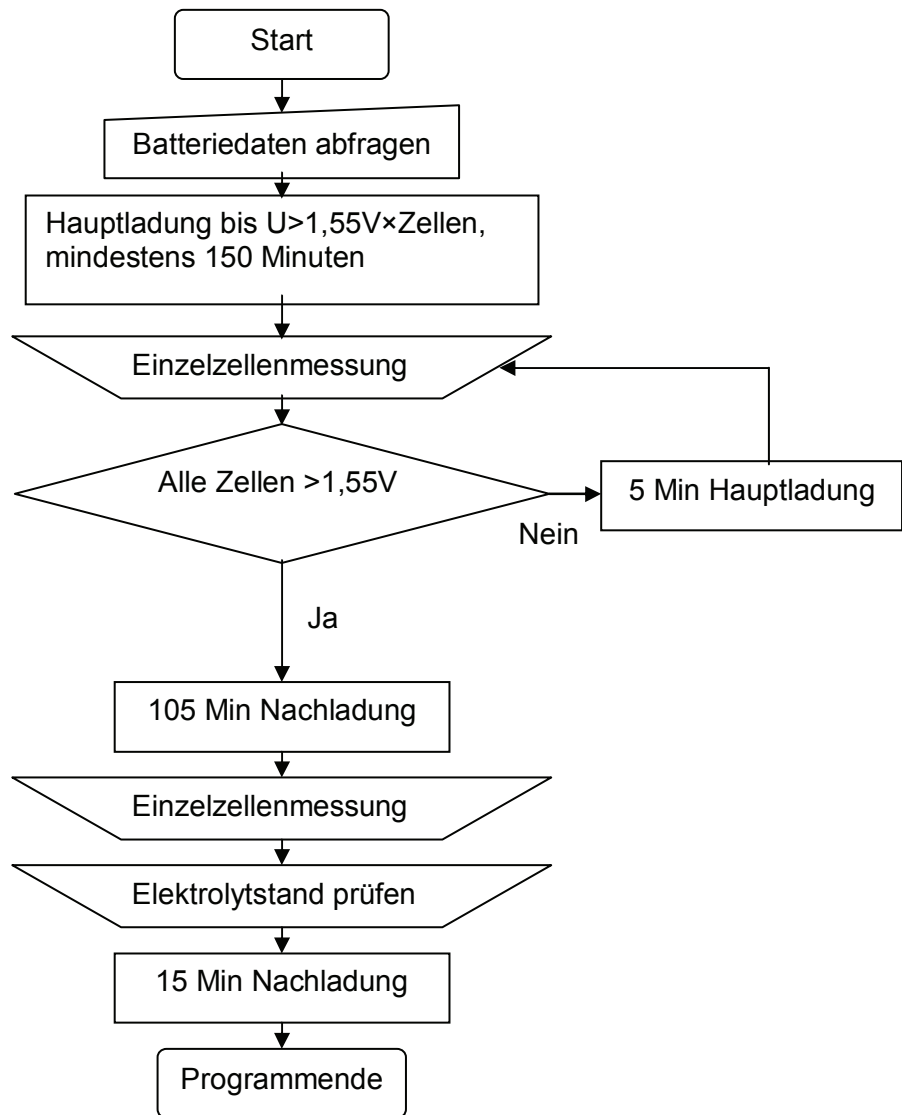 Start
Batteriedaten abfragen
Hauptladung bis U>1,55V×Zellen,
mindestens 150 Minuten
Einzelzellenmessung
Alle Zellen >1,55V
5 Min Hauptladung
Nein
Ja
105 Min Nachladung
Einzelzellenmessung
Elektrolytstand prüfen
15 Min Nachladung
Programmende